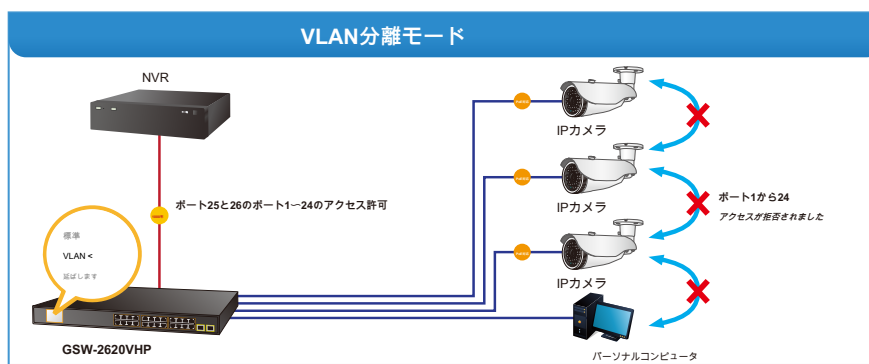 VLAN分離モード
NVR
IPカメラ
IPカメラ
ポート25と26のポート1～24のアクセス許可
ポート1から24
アクセスが拒否されました
標準
VLAN <
延ばします
IPカメラ
GSW-2620VHP
パーソナルコンピュータ